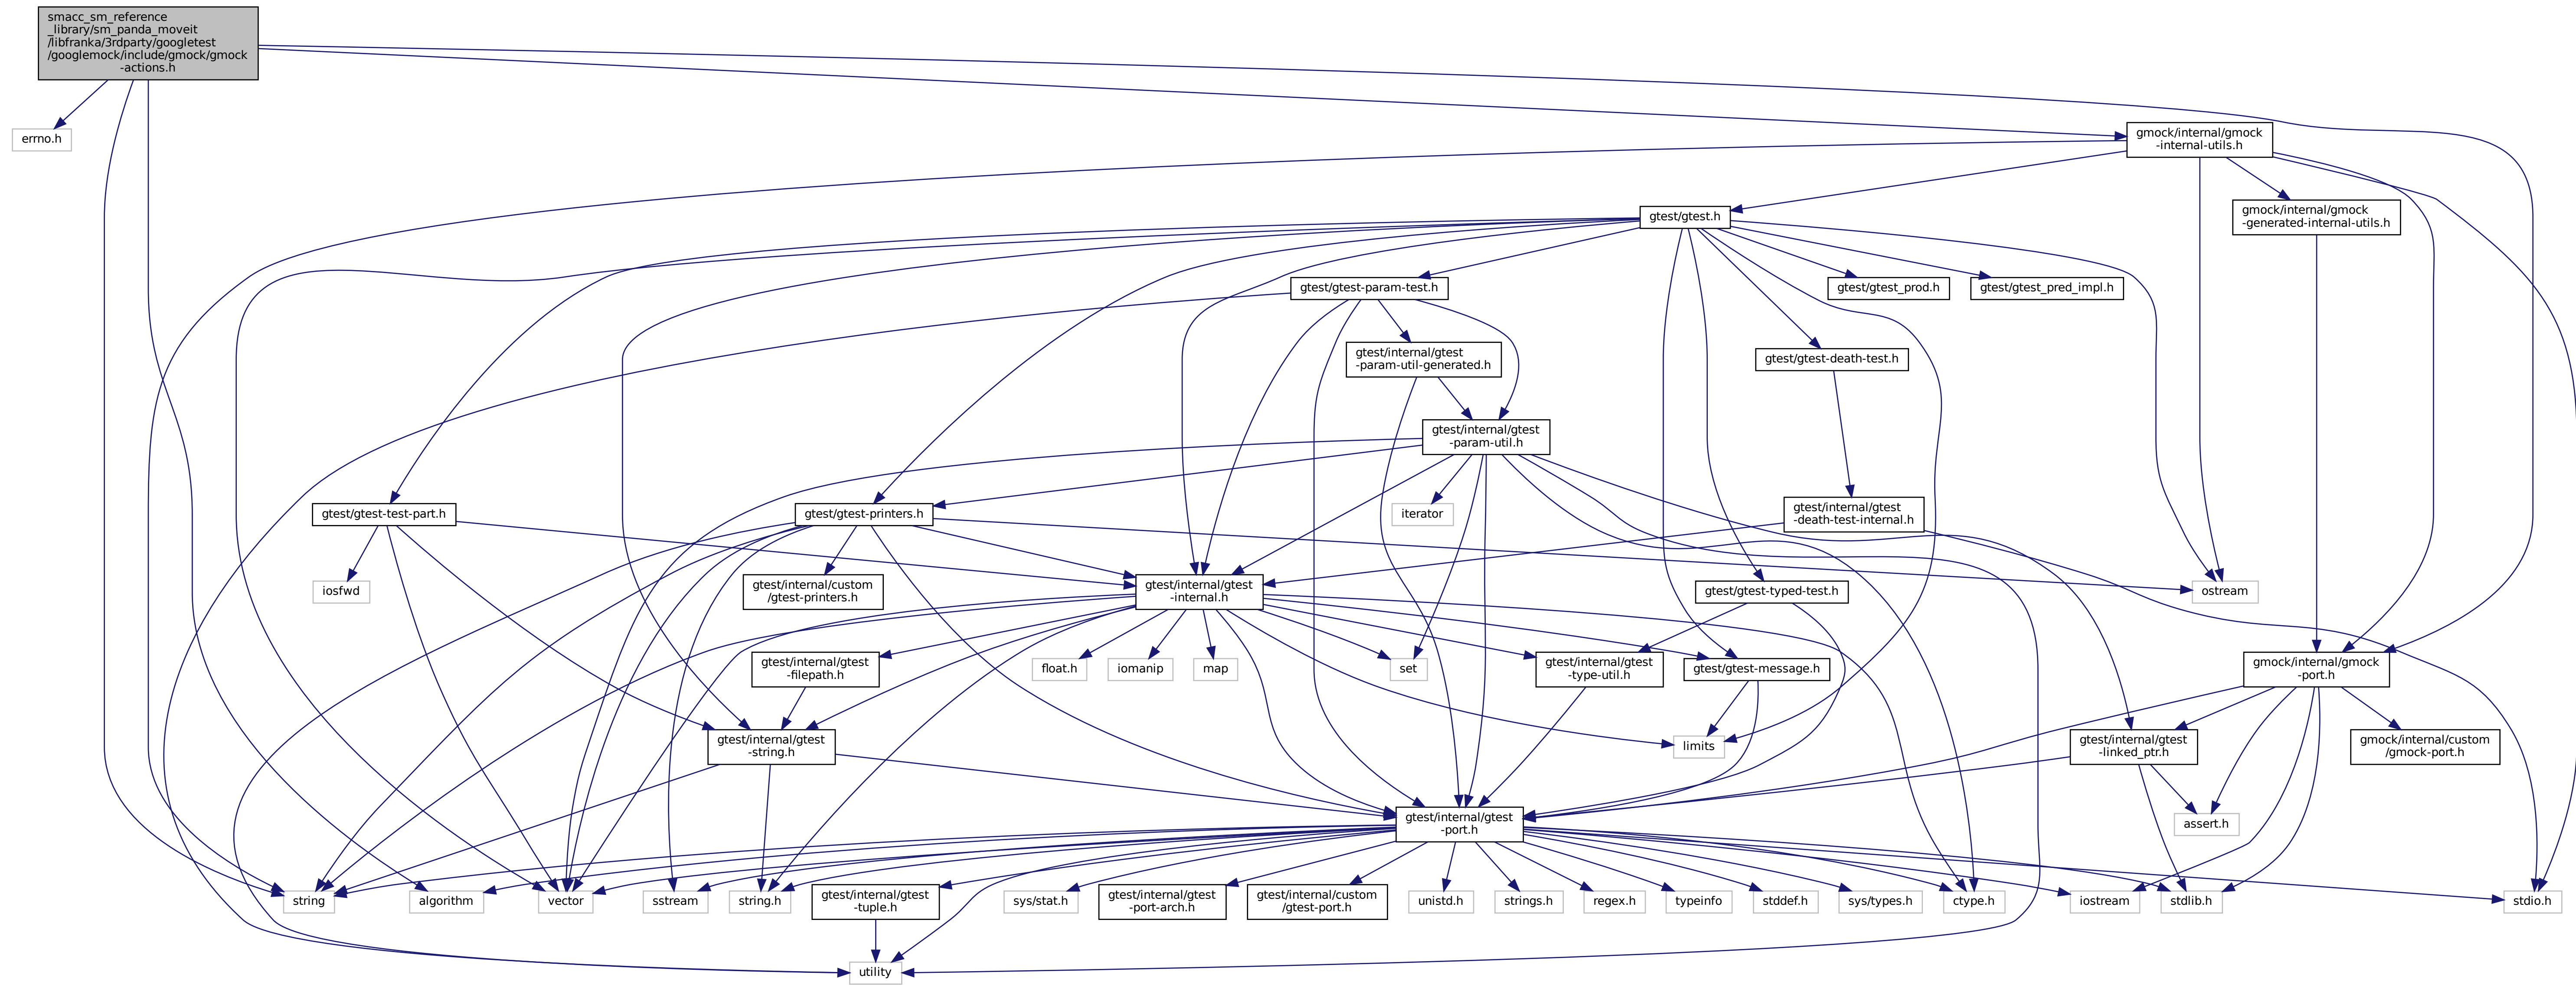 smacc_sm_reference
_library/sm_panda_moveit
/libfranka/3rdparty/googletest
/googlemock/include/gmock/gmock
-actions.h
errno.h
gmock/internal/gmock
-internal-utils.h
gtest/gtest.h
gmock/internal/gmock
-generated-internal-utils.h
gtest/gtest-param-test.h
gtest/gtest_prod.h
gtest/gtest_pred_impl.h
gtest/internal/gtest
-param-util-generated.h
gtest/gtest-death-test.h
gtest/internal/gtest
-param-util.h
gtest/gtest-test-part.h
gtest/gtest-printers.h
iterator
gtest/internal/gtest
-death-test-internal.h
iosfwd
gtest/internal/custom
/gtest-printers.h
gtest/internal/gtest
-internal.h
gtest/gtest-typed-test.h
ostream
gtest/internal/gtest
-filepath.h
float.h
iomanip
map
set
gtest/internal/gtest
-type-util.h
gtest/gtest-message.h
gmock/internal/gmock
-port.h
gtest/internal/gtest
-string.h
limits
gtest/internal/gtest
-linked_ptr.h
gmock/internal/custom
/gmock-port.h
gtest/internal/gtest
-port.h
assert.h
string
algorithm
vector
sstream
string.h
gtest/internal/gtest
-tuple.h
sys/stat.h
gtest/internal/gtest
-port-arch.h
gtest/internal/custom
/gtest-port.h
unistd.h
strings.h
regex.h
typeinfo
stddef.h
sys/types.h
ctype.h
iostream
stdlib.h
stdio.h
utility